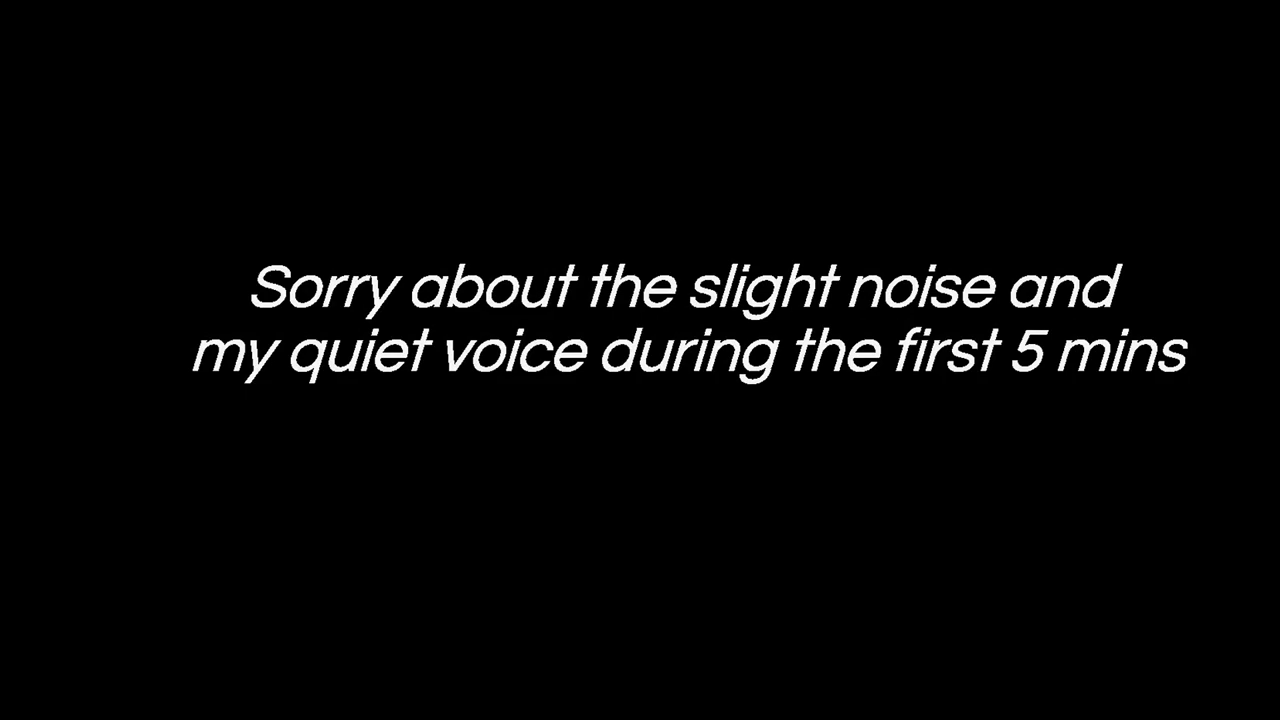 Sorry about the slight noise and
my quiet voice during the first 5 mins